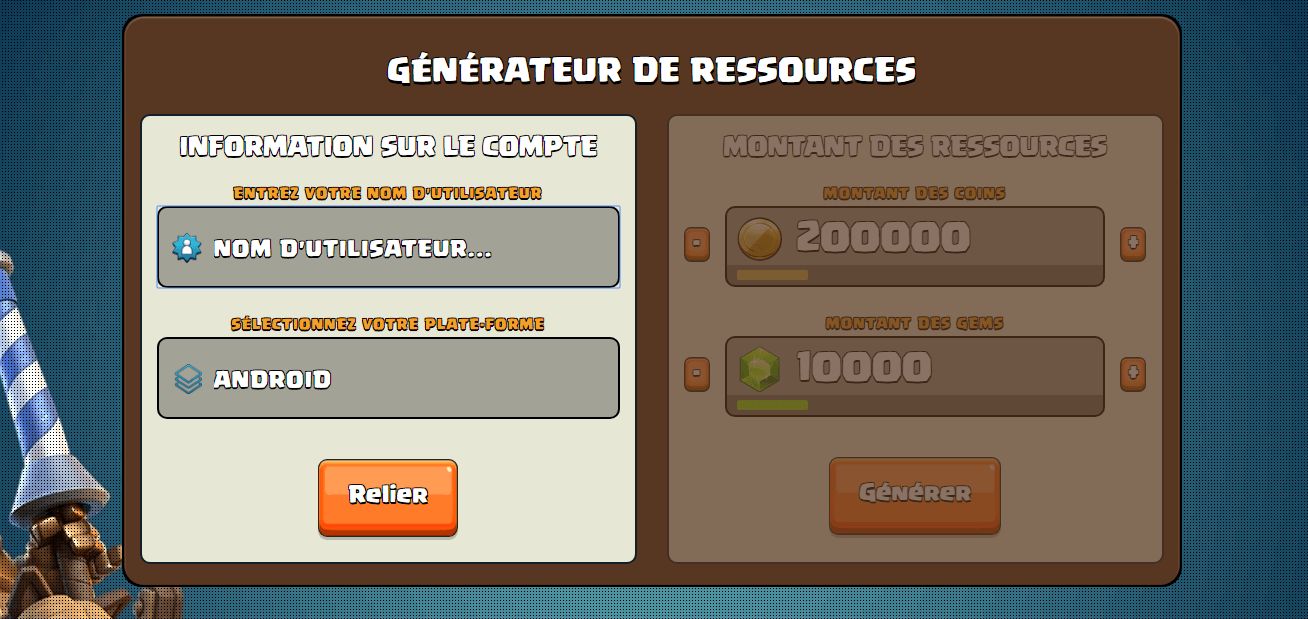 GÉNÉRATEUR DE RESSOURCES
INFORMATION SUR LE COMPTE
ENTREZ VOTRE NOM D'UTILISATEUR
NOM D'UTILISATEUR...
SÉLECTIONNEZ VOTRE PLATE-FORME
ANDROID
Relier
MONTANT DES RESSOURCES
MONTANT DES COINS
- 200000 +
MONTANT DES GEMS
- 10000 +
Générer